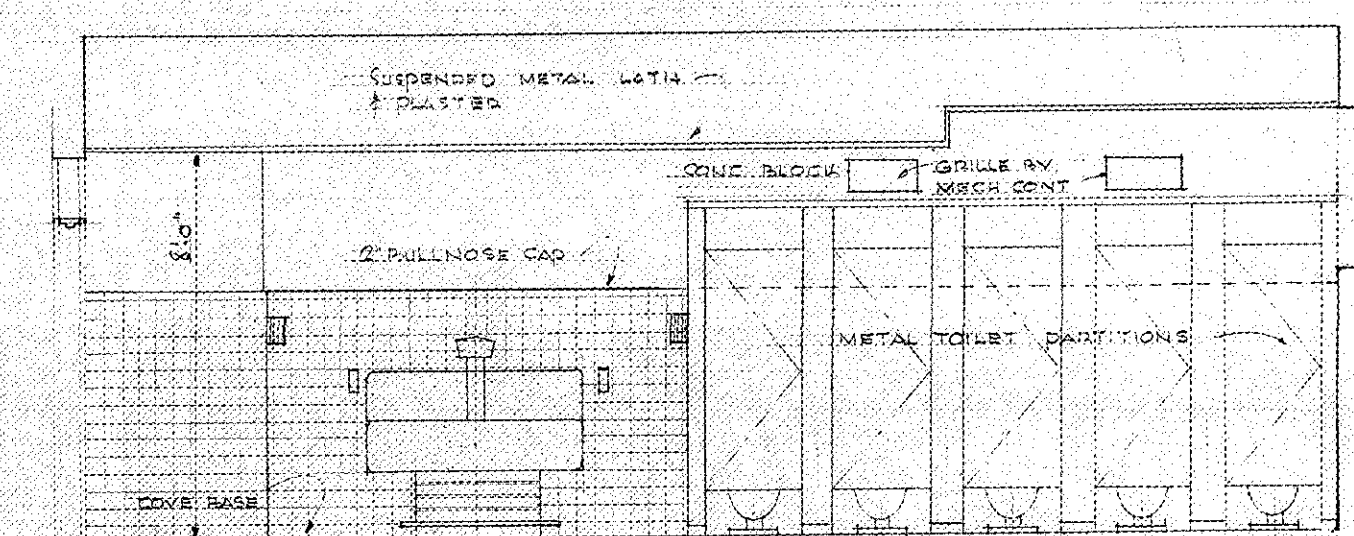 SUSPENDED METAL LATH
& PLASTER
CONC BLOCK
GRILLE BY
MECH CONT
8'-0"
2" BULLNOSE CAP
METAL TOILET PARTITIONS
COVE BASE